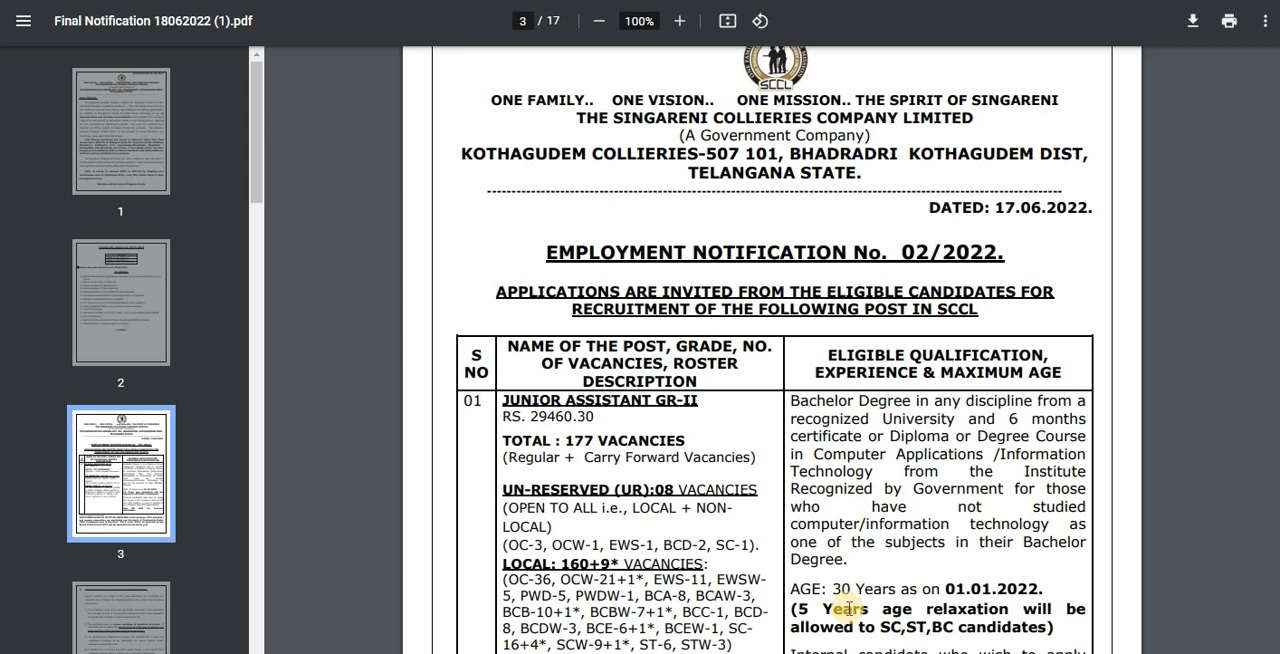 Final Notification 18062022 (1).pdf
3 / 17
100%
1
2
3
SCCL
ONE FAMILY.. ONE VISION.. ONE MISSION.. THE SPIRIT OF SINGARENI
THE SINGARENI COLLIERIES COMPANY LIMITED
(A Government Company)
KOTHAGUDEM COLLIERIES-507 101, BHADRADRI KOTHAGUDEM DIST,
TELANGANA STATE.
DATED: 17.06.2022.
EMPLOYMENT NOTIFICATION No. 02/2022.
APPLICATIONS ARE INVITED FROM THE ELIGIBLE CANDIDATES FOR
RECRUITMENT OF THE FOLLOWING POST IN SCCL
S
NO
NAME OF THE POST, GRADE, NO.
OF VACANCIES, ROSTER
DESCRIPTION
ELIGIBLE QUALIFICATION,
EXPERIENCE & MAXIMUM AGE
01
JUNIOR ASSISTANT GR-II
RS. 29460.30
TOTAL : 177 VACANCIES
(Regular + Carry Forward Vacancies)
UN-RESERVED (UR):08 VACANCIES
(OPEN TO ALL i.e., LOCAL + NON-
LOCAL)
(OC-3, OCW-1, EWS-1, BCD-2, SC-1).
LOCAL: 160+9* VACANCIES:
(OC-36, OCW-21+1*, EWS-11, EWSW-
5, PWD-5, PWDW-1, BCA-8, BCAW-3,
BCB-10+1*, BCBW-7+1*, BCC-1, BCD-
8, BCDW-3, BCE-6+1*, BCEW-1, SC-
16+4*, SCW-9+1*, ST-6, STW-3)
Bachelor Degree in any discipline from a
recognized University and 6 months
certificate or Diploma or Degree Course
in Computer Applications /Information
Technology from the Institute
Recognized by Government for those
who have not studied
computer/information technology as
one of the subjects in their Bachelor
Degree.
AGE: 30 Years as on 01.01.2022.
(5 Years age relaxation will be
allowed to SC,ST,BC candidates)
Internal candidate who wish to apply